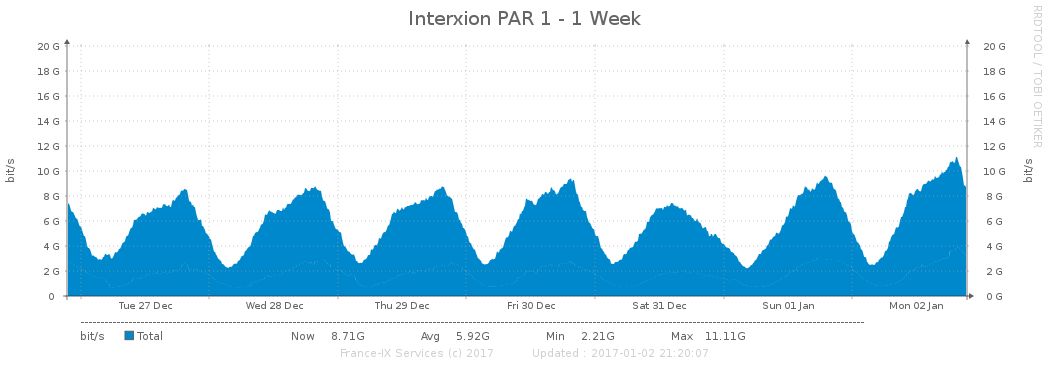 Interxion PAR 1 - 1 Week
RRDTOOL / TOBI OETIKER
20 G 20 G
18 G 18 G
16 G 16 G
14 G 14 G
12 G 12 G
10 G 10 G
8 G 8 G
6 G 6 G
4 G 4 G
2 G 2 G
0 0 G
bit/s bit/s
Tue 27 Dec Wed 28 Dec Thu 29 Dec Fri 30 Dec Sat 31 Dec Sun 01 Jan Mon 02 Jan
bit/s Total Now 8.71G Avg 5.92G Min 2.21G Max 11.11G
France-IX Services (c) 2017 Updated : 2017-01-02 21:20:07